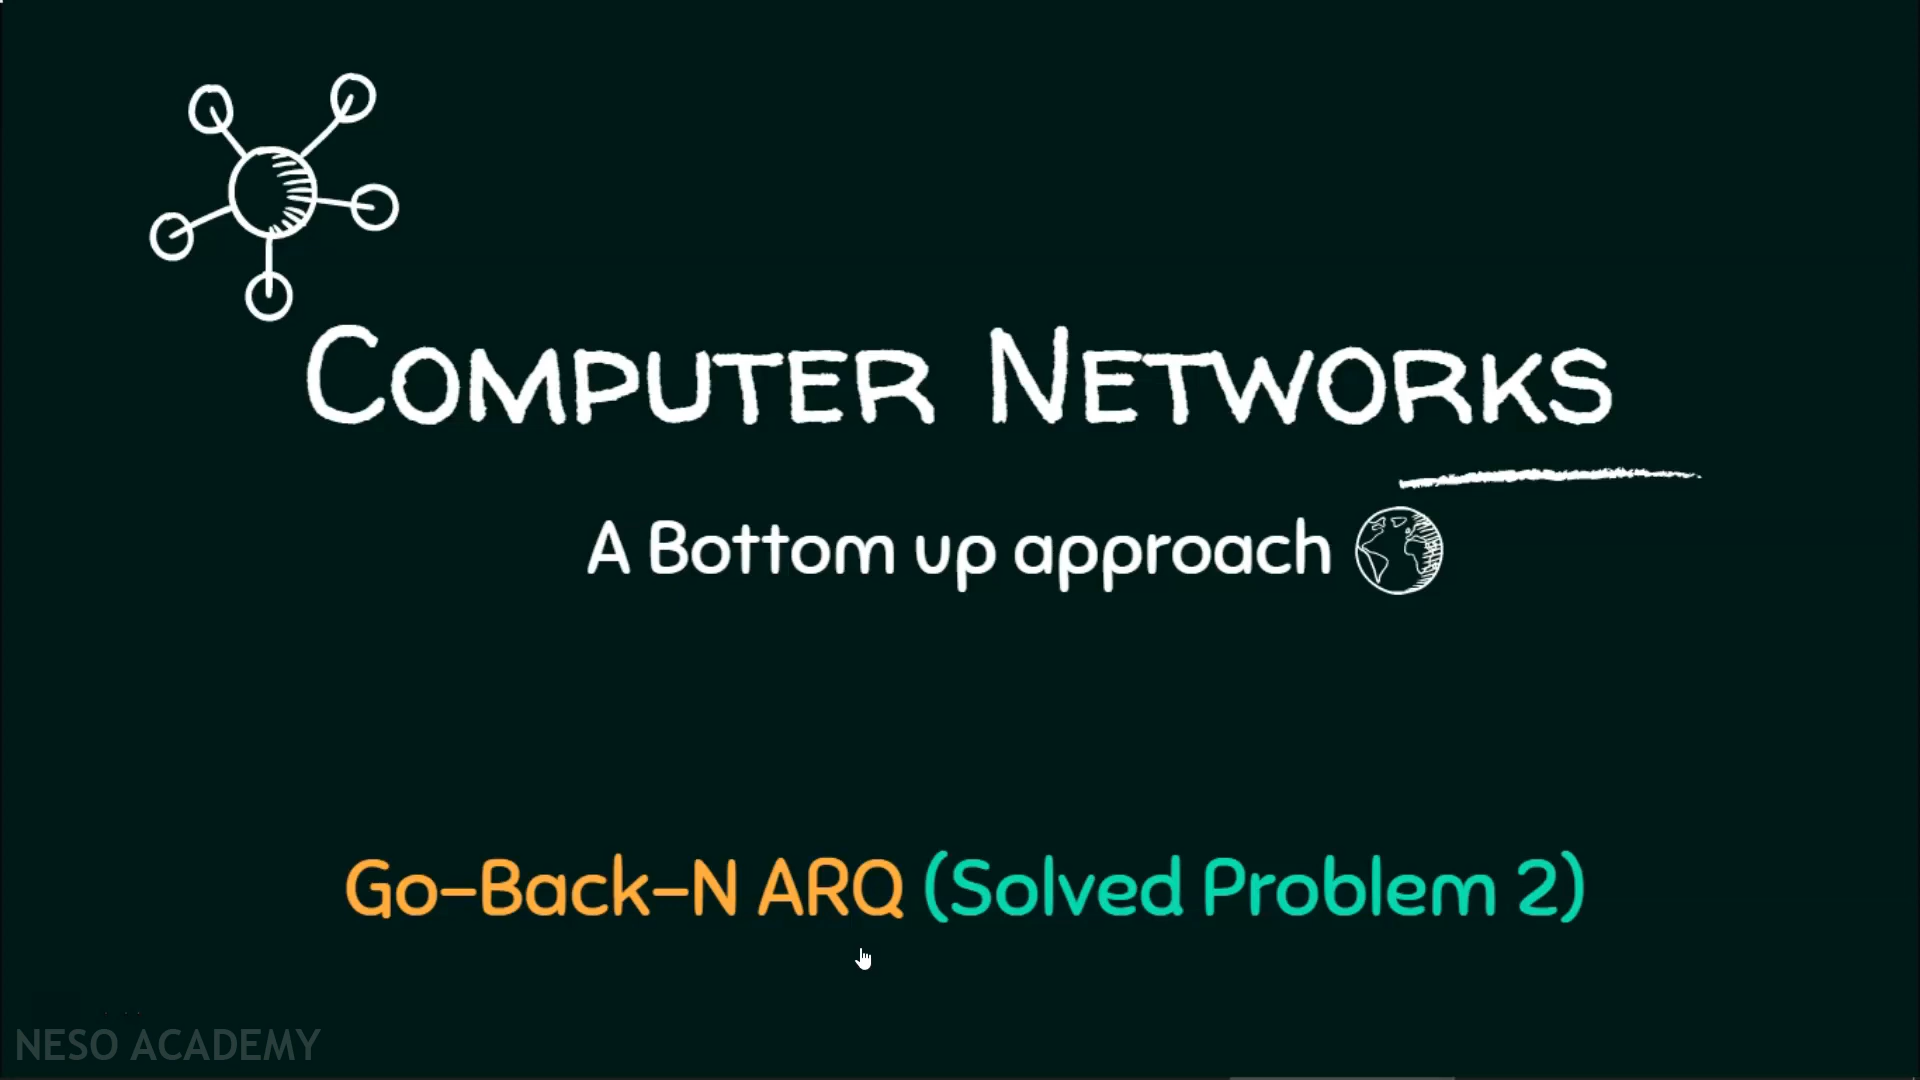 COMPUTER NETWORKS
A Bottom up approach
Go-Back-N ARQ (Solved Problem 2)
NESO ACADEMY